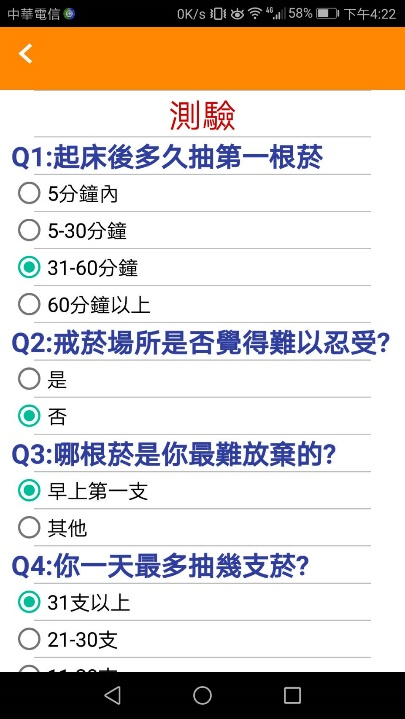 中華電信 0K/s 4G 58% 下午4:22
測驗
Q1:起床後多久抽第一根菸
5分鐘內
5-30分鐘
31-60分鐘
60分鐘以上
Q2:戒菸場所是否覺得難以忍受?
是
否
Q3:哪根菸是你最難放棄的?
早上第一支
其他
Q4:你一天最多抽幾支菸?
31支以上
21-30支